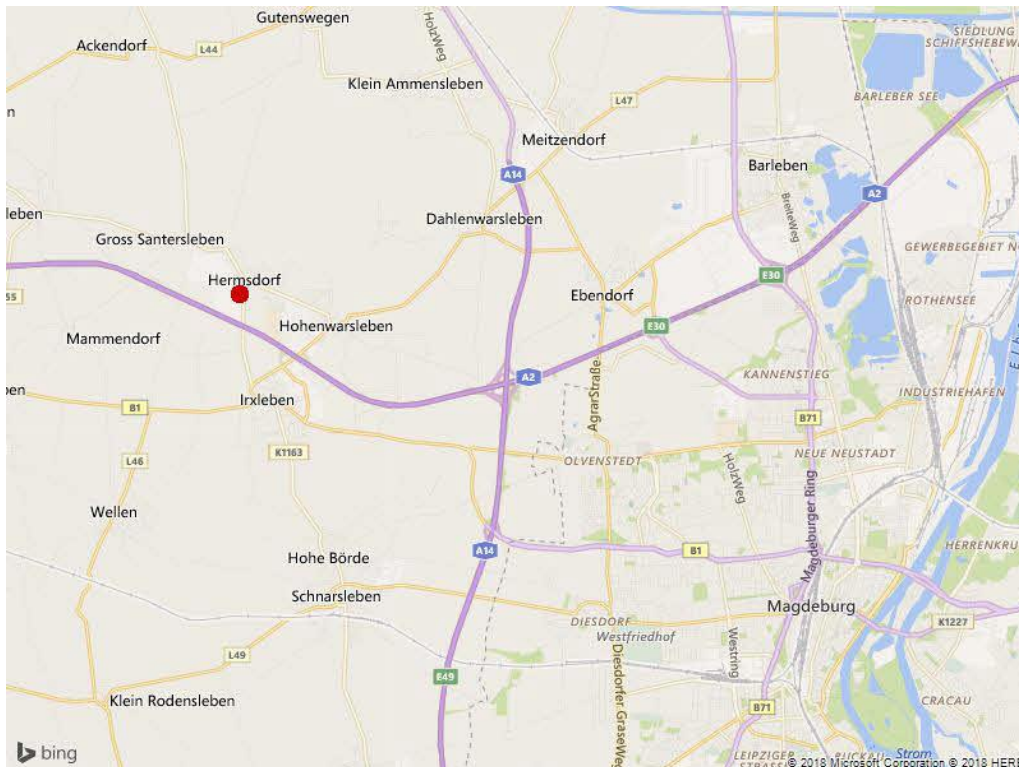 Gutenswegen
HolzWeg
SIEDLUNG
SCHIFFSHEBEWE
Ackendorf
L44
Klein Ammensleben
L47
BARLEBER SEE
n
Meitzendorf
Barleben
A14
BreiteWeg
A2
leben
Dahlenwarsleben
Gross Santersleben
GEWERBEGEBIET NO
E30
Hermsdorf
55
Ebendorf
ROTHENSEE
Hohenwarsleben
E30
Mammendorf
Elbe
A2
KANNENSTIEG
ben
B1
Irxleben
AgrarStraße
INDUSTRIEHAFEN
B71
K1163
L46
OLVENSTEDT
HolzWeg
NEUE NEUSTADT
Magdeburger Ring
Wellen
A14
B1
HERRENKRU
Hohe Börde
Schnarsleben
Magdeburg
DIESDORF
Westfriedhof
K1227
L49
Westring
E49
Diesdorfer GraseWeg
Klein Rodensleben
CRACAU
B71
bing
LEIPZIGER
STRASS
BUCKAU
Strom
© 2018 Microsoft Corporation © 2018 HERE